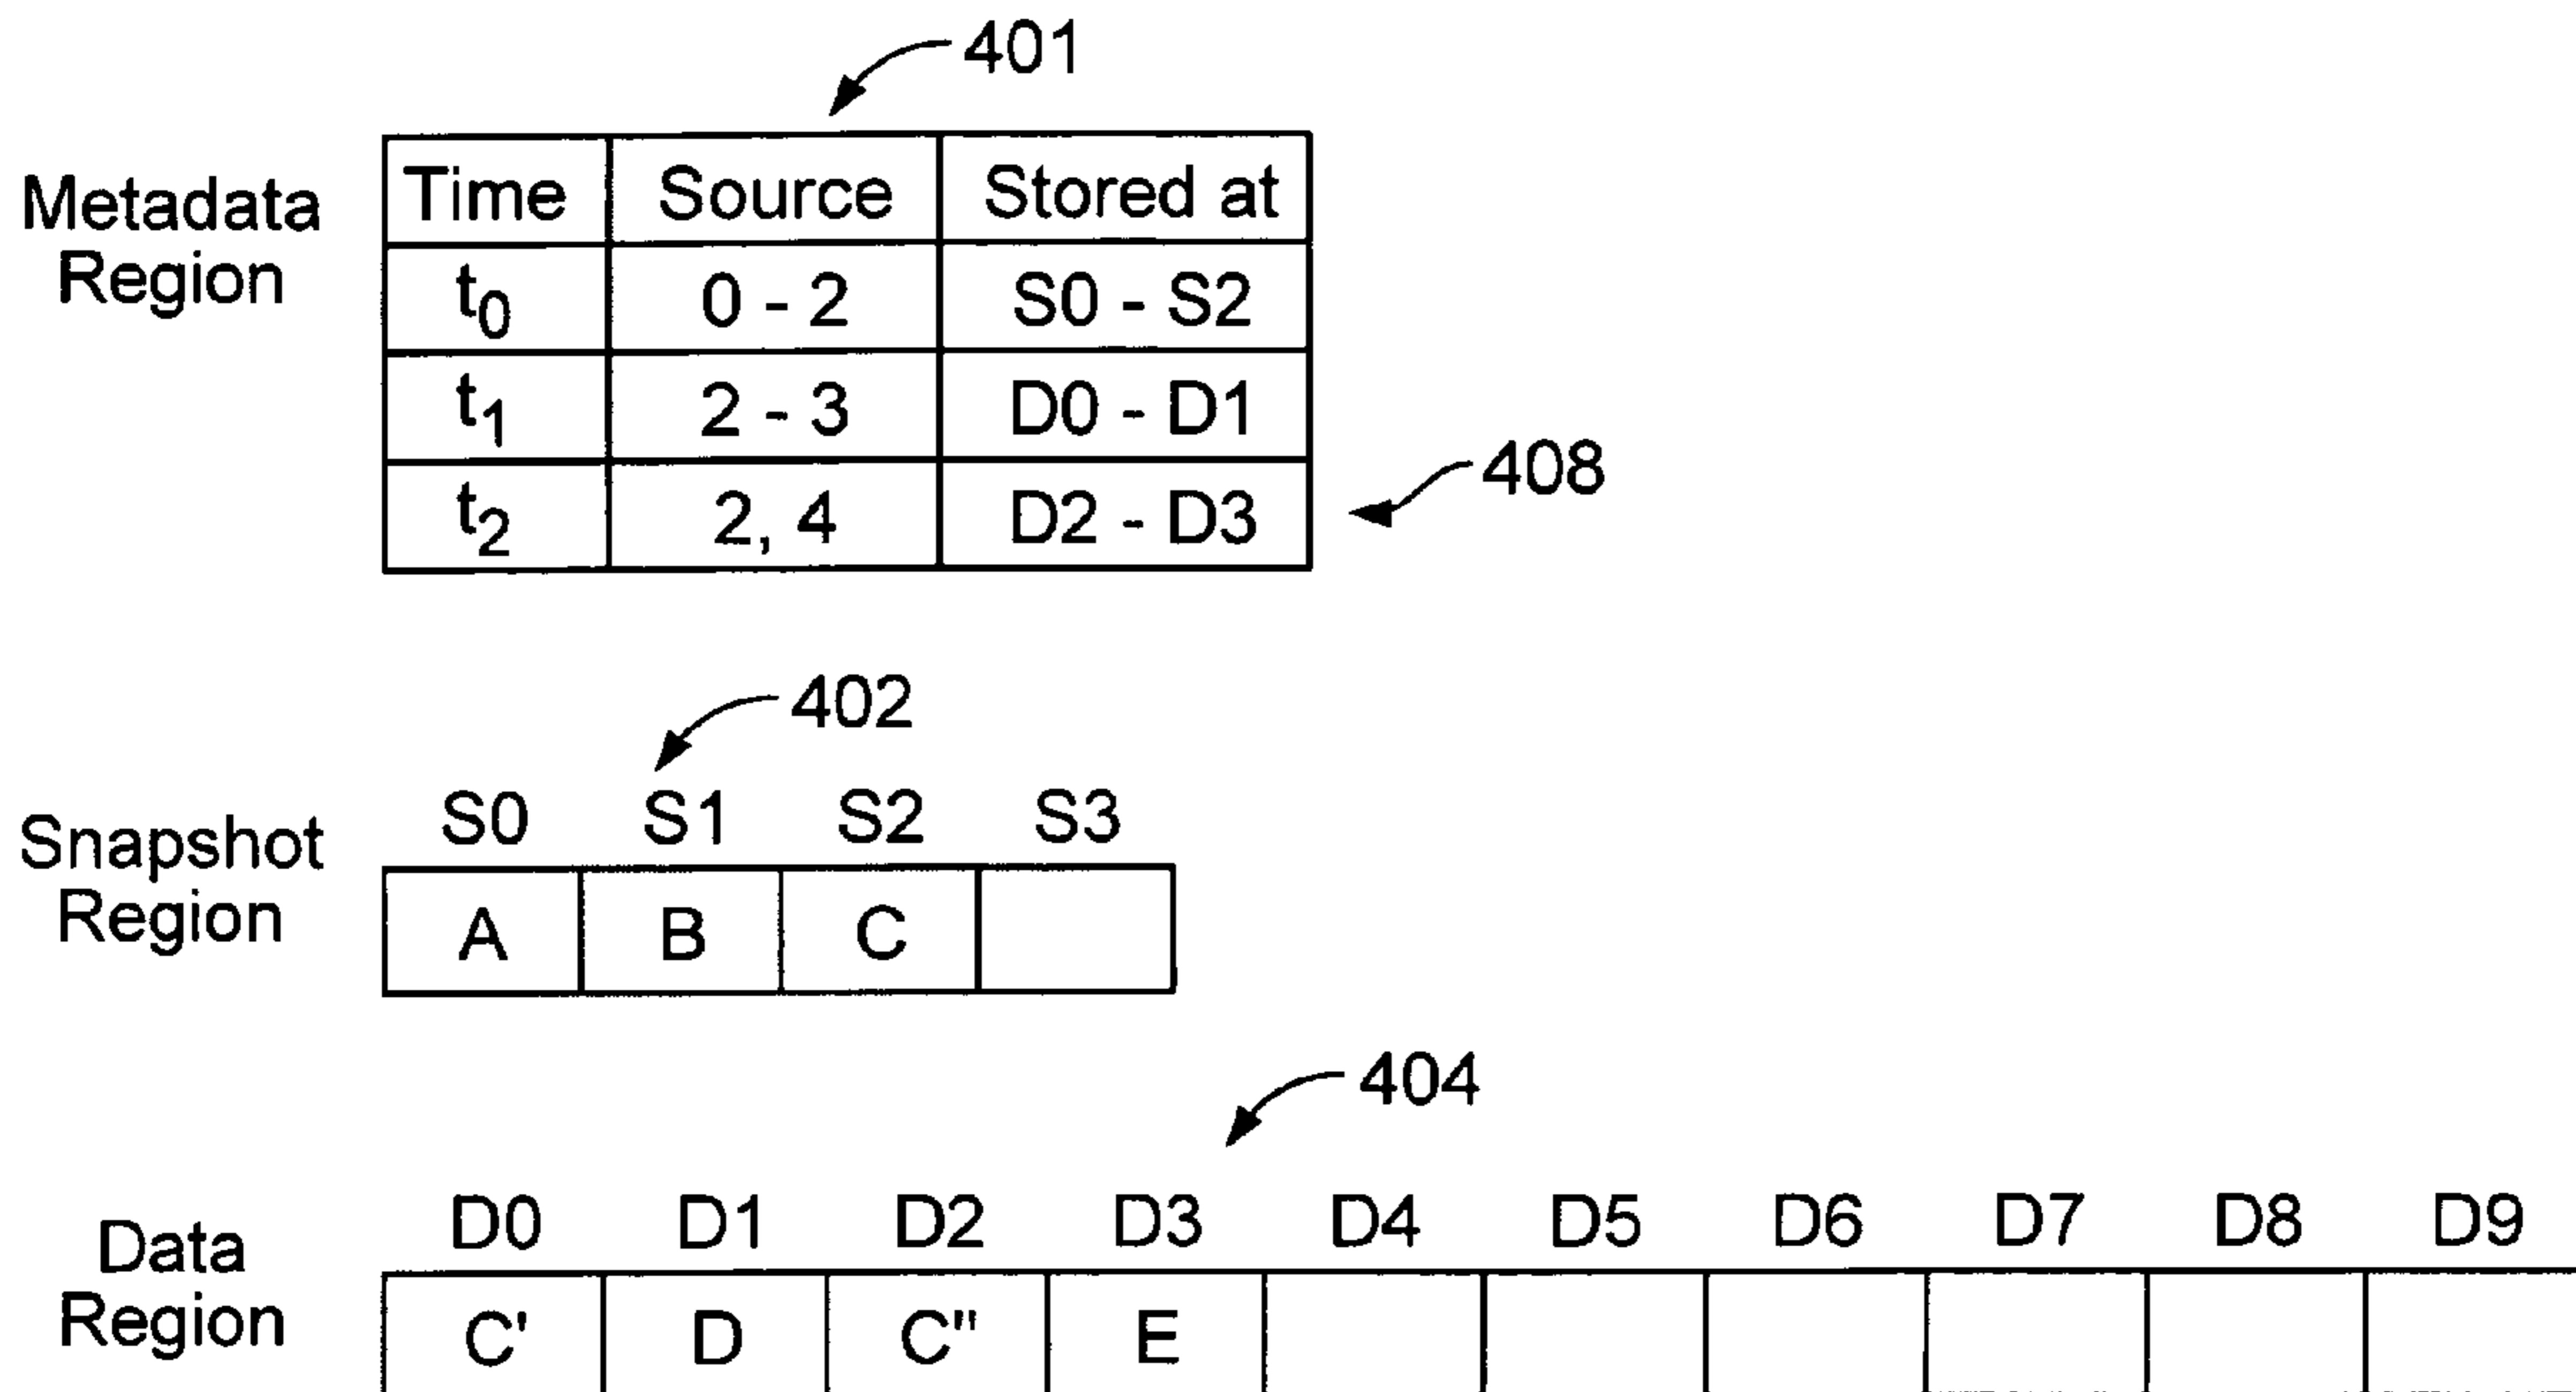 401
Metadata
Region
Time Source Stored at
t0 0 - 2 S0 - S2
t1 2 - 3 D0 - D1
t2 2, 4 D2 - D3
408
402
Snapshot
Region
S0 S1 S2 S3
A B C
404
Data
Region
D0 D1 D2 D3 D4 D5 D6 D7 D8 D9
C' D C" E